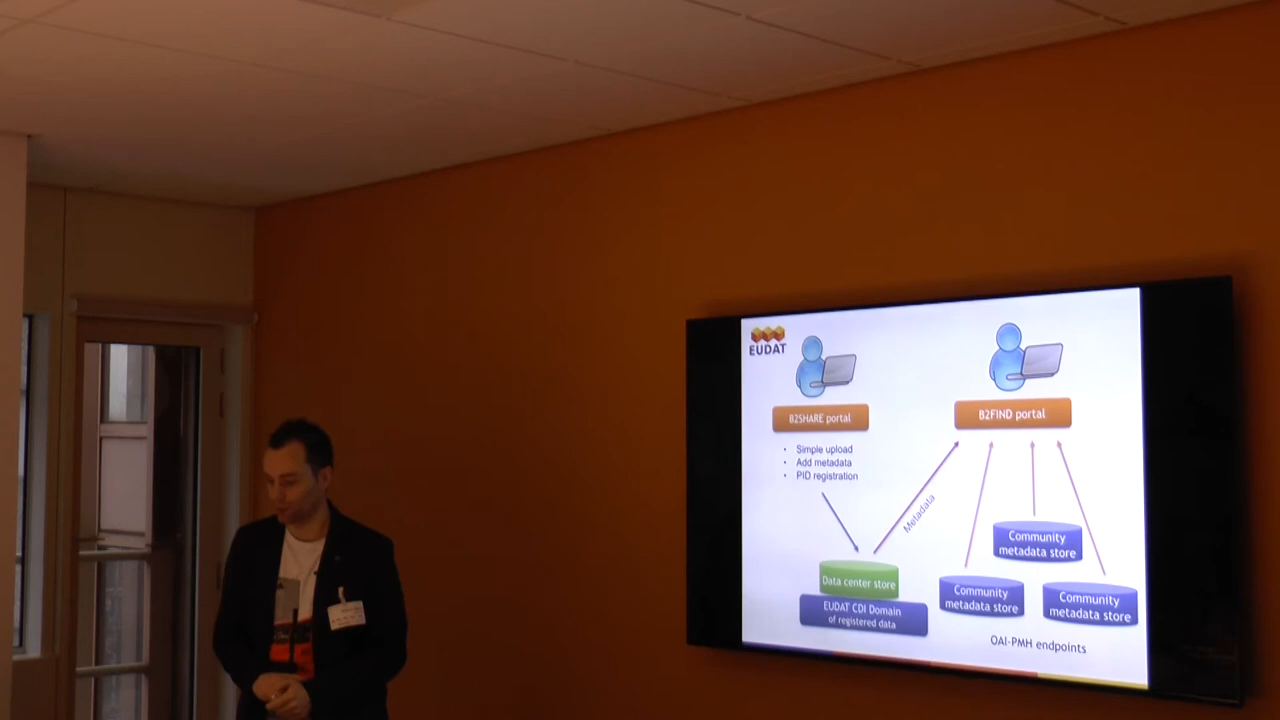 EUDAT
B2SHARE portal
• Simple upload
• Add metadata
• PID registration
B2FIND portal
Metadata
Data center store
EUDAT CDI Domain
of registered data
Community
metadata store
Community
metadata store
Community
metadata store
OAI-PMH endpoints